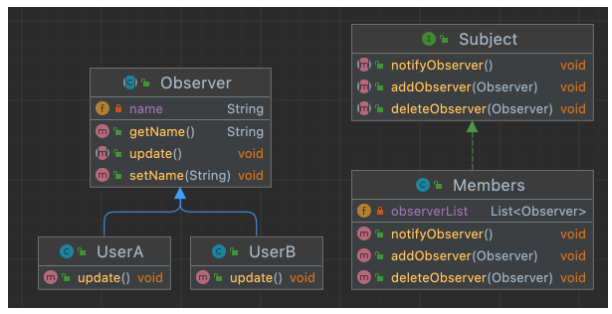 Subject
notifyObserver() void
addObserver(Observer) void
deleteObserver(Observer) void
Observer
name String
getName() String
update() void
setName(String) void
Members
observerList List<Observer>
notifyObserver() void
addObserver(Observer) void
deleteObserver(Observer) void
UserA
update() void
UserB
update() void